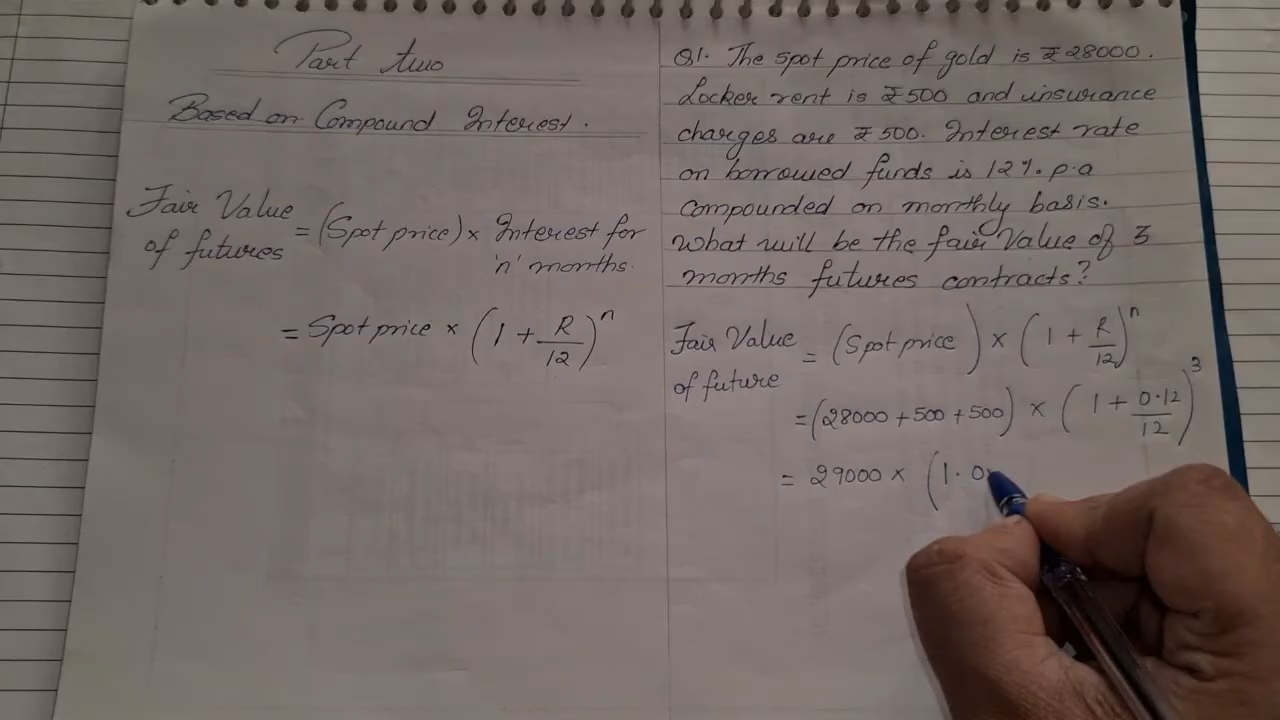 Part two
Based on Compound Interest.
Fair Value of futures = (Spot price) × Interest for 'n' months.
= Spot price × (1 + R/12)^n
Q1. The spot price of gold is ₹28000.
Locker rent is ₹500 and insurance
charges are ₹500. Interest rate
on borrowed funds is 12% p.a
compounded on monthly basis.
What will be the fair Value of 3
months futures contracts?
Fair Value of future = (Spot price) × (1 + R/12)^n
= (28000 + 500 + 500) × (1 + 0.12/12)^3
= 29000 × (1.0